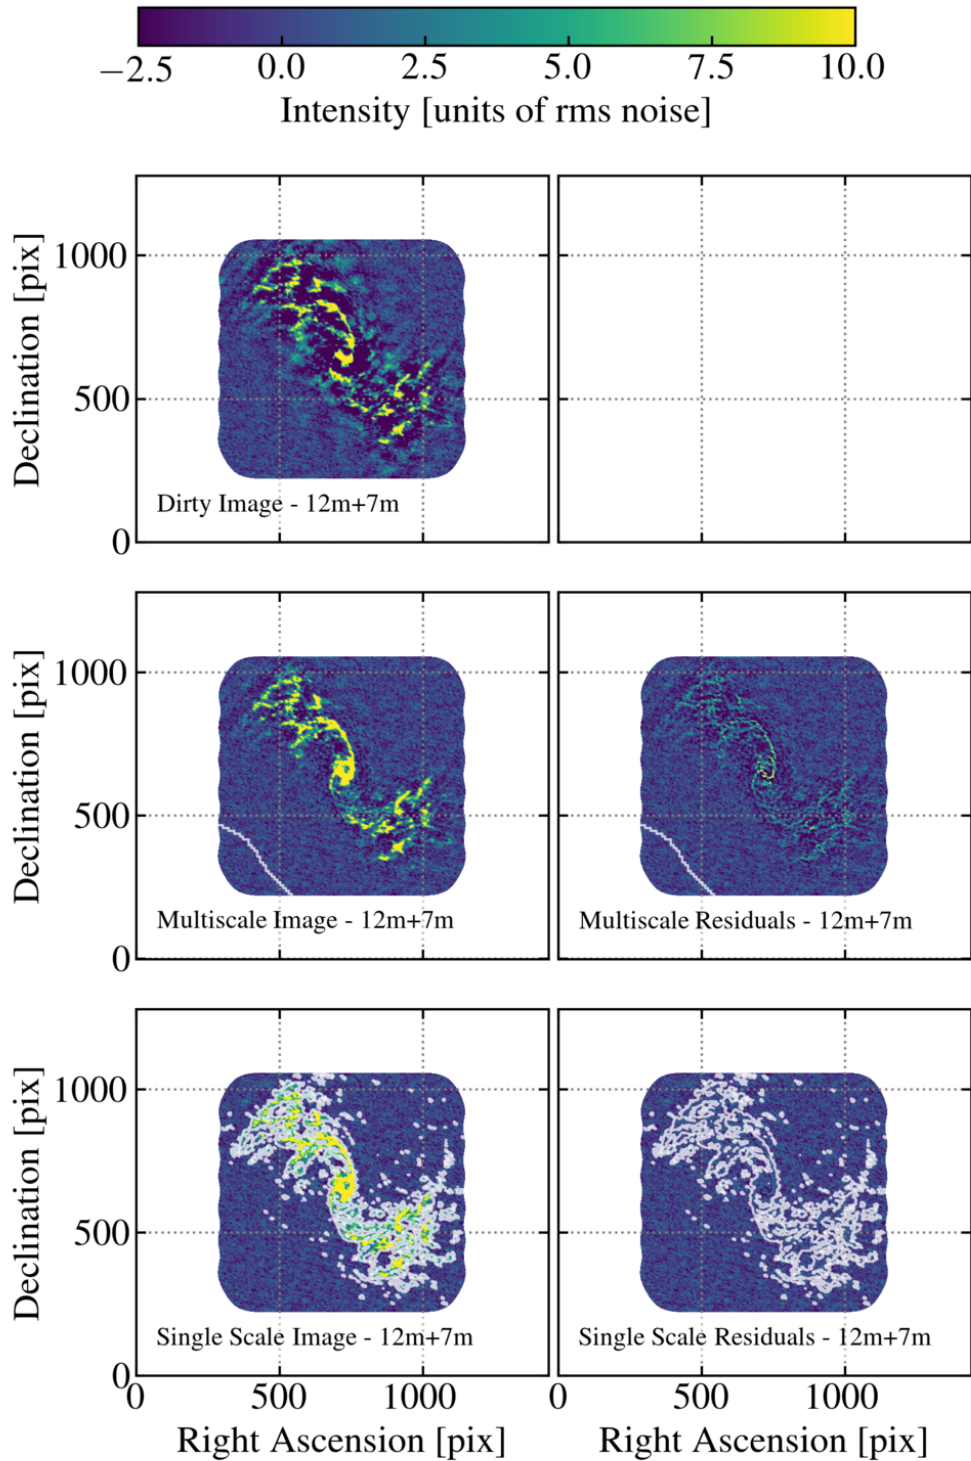 −2.5 0.0 2.5 5.0 7.5 10.0
Intensity [units of rms noise]
Declination [pix]
1000
500
0
Dirty Image - 12m+7m
Declination [pix]
1000
500
0
Multiscale Image - 12m+7m
Multiscale Residuals - 12m+7m
Declination [pix]
1000
500
0
Single Scale Image - 12m+7m
Single Scale Residuals - 12m+7m
0 500 1000
0 500 1000
Right Ascension [pix]
Right Ascension [pix]